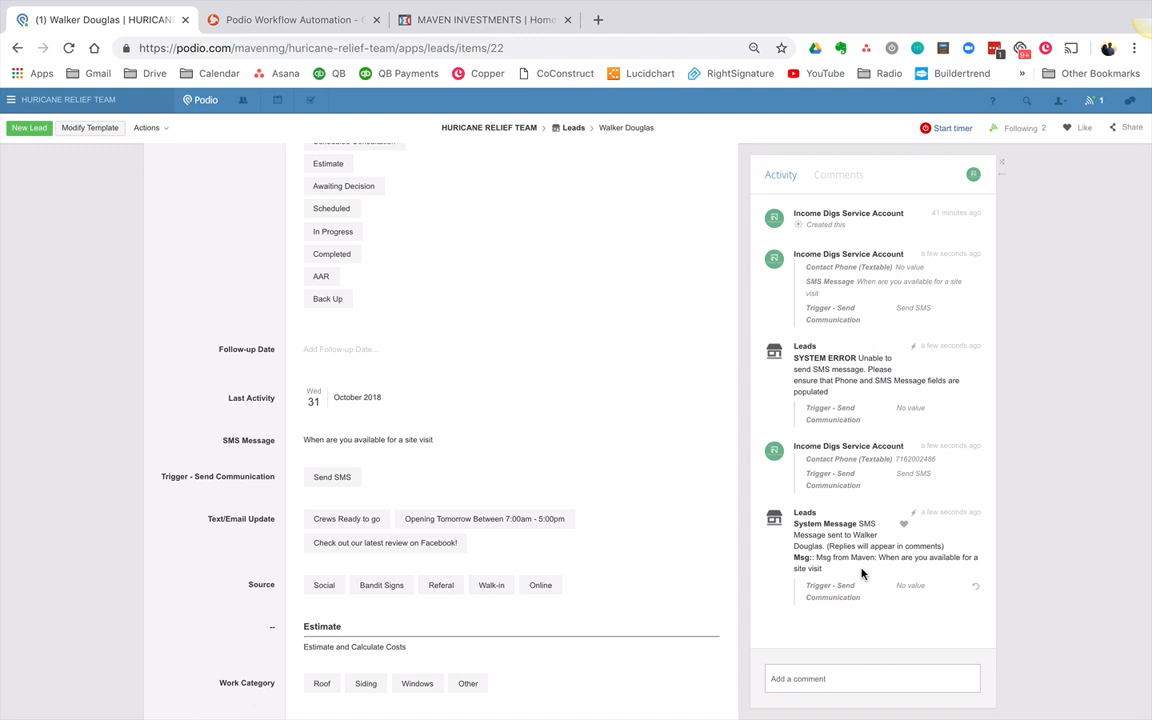 (1) Walker Douglas | HURICANE
Podio Workflow Automation - G
MAVEN INVESTMENTS | Home
https://podio.com/mavenmg/huricane-relief-team/apps/leads/items/22
1
9+
Apps Gmail Drive Calendar Asana QB QB Payments Copper CoConstruct Lucidchart RightSignature YouTube Radio Buildertrend » Other Bookmarks
HURICANE RELIEF TEAM
Podio
? 1
New Lead Modify Template Actions
HURICANE RELIEF TEAM > Leads > Walker Douglas
Start timer Following 2 Like Share
Estimate
Awaiting Decision
Scheduled
In Progress
Completed
AAR
Back Up
Follow-up Date Add Follow-up Date...
Last Activity Wed 31 October 2018
SMS Message When are you available for a site visit
Trigger - Send Communication Send SMS
Text/Email Update Crews Ready to go Opening Tomorrow Between 7:00am - 5:00pm
Check out our latest review on Facebook!
Source Social Bandit Signs Referal Walk-in Online
-- Estimate
Estimate and Calculate Costs
Work Category Roof Siding Windows Other
Activity Comments
Income Digs Service Account 41 minutes ago
Created this
Income Digs Service Account a few seconds ago
Contact Phone (Textable) No value
SMS Message When are you available for a site
visit
Trigger - Send Send SMS
Communication
Leads a few seconds ago
SYSTEM ERROR Unable to
send SMS message. Please
ensure that Phone and SMS Message fields are
populated
Trigger - Send No value
Communication
Income Digs Service Account a few seconds ago
Contact Phone (Textable) 7162002486
Trigger - Send Send SMS
Communication
Leads a few seconds ago
System Message SMS
Message sent to Walker
Douglas. (Replies will appear in comments)
Msg:: Msg from Maven: When are you available for a
site visit
Trigger - Send No value
Communication
Add a comment